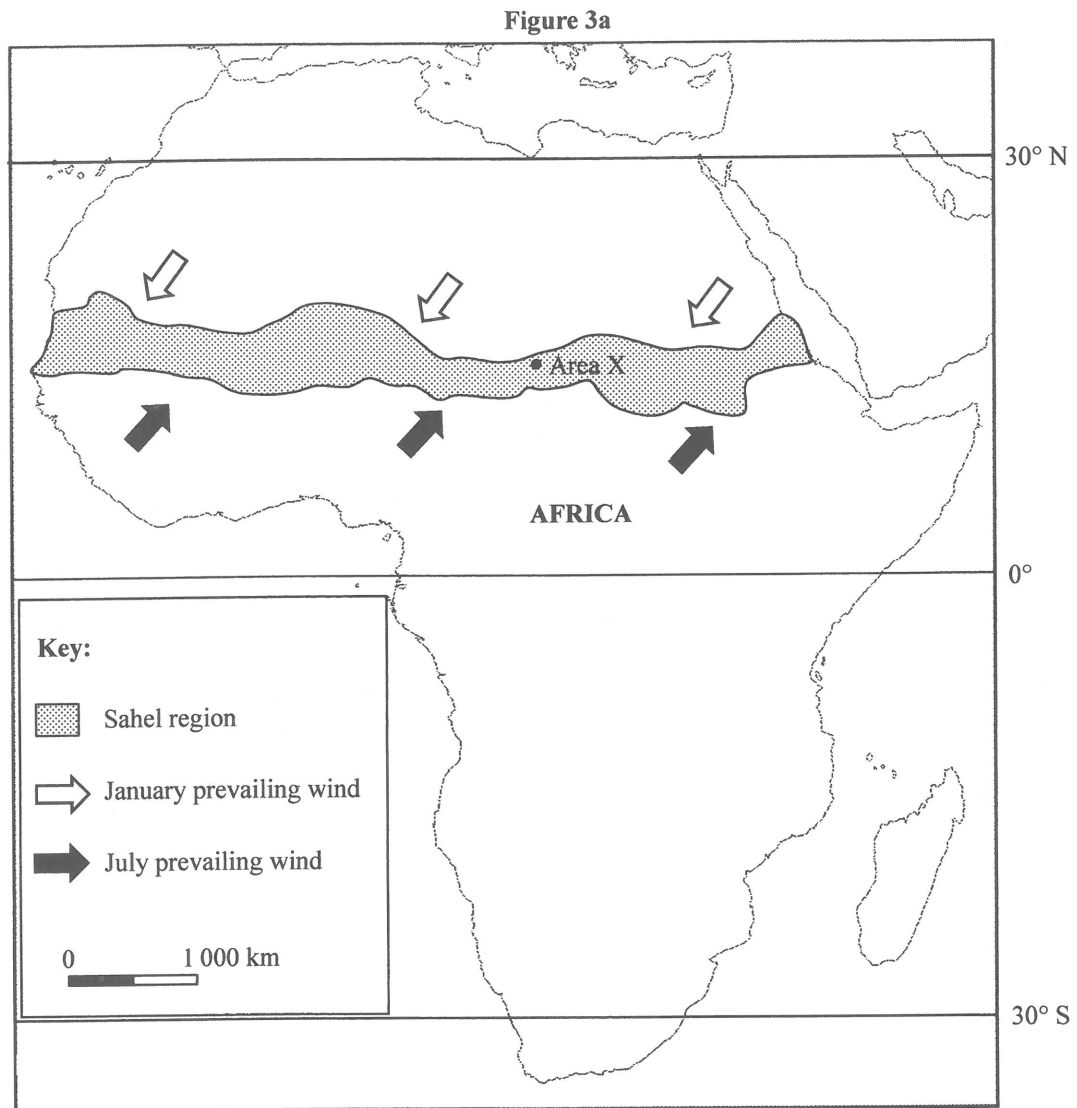 Figure 3a
30° N
Area X
AFRICA
0°
Key:
Sahel region
January prevailing wind
July prevailing wind
0 1 000 km
30° S